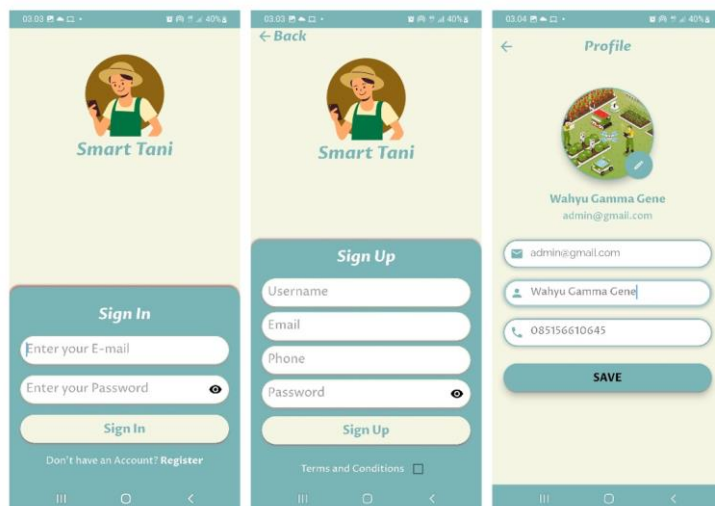 03.03
40%
Smart Tani
Sign In
Enter your E-mail
Enter your Password
Sign In
Don't have an Account? Register
03.03
40%
Back
Smart Tani
Sign Up
Username
Email
Phone
Password
Sign Up
Terms and Conditions
03.04
40%
Profile
Wahyu Gamma Gene
admin@gmail.com
admin@gmail.com
Wahyu Gamma Gene
085156610645
SAVE